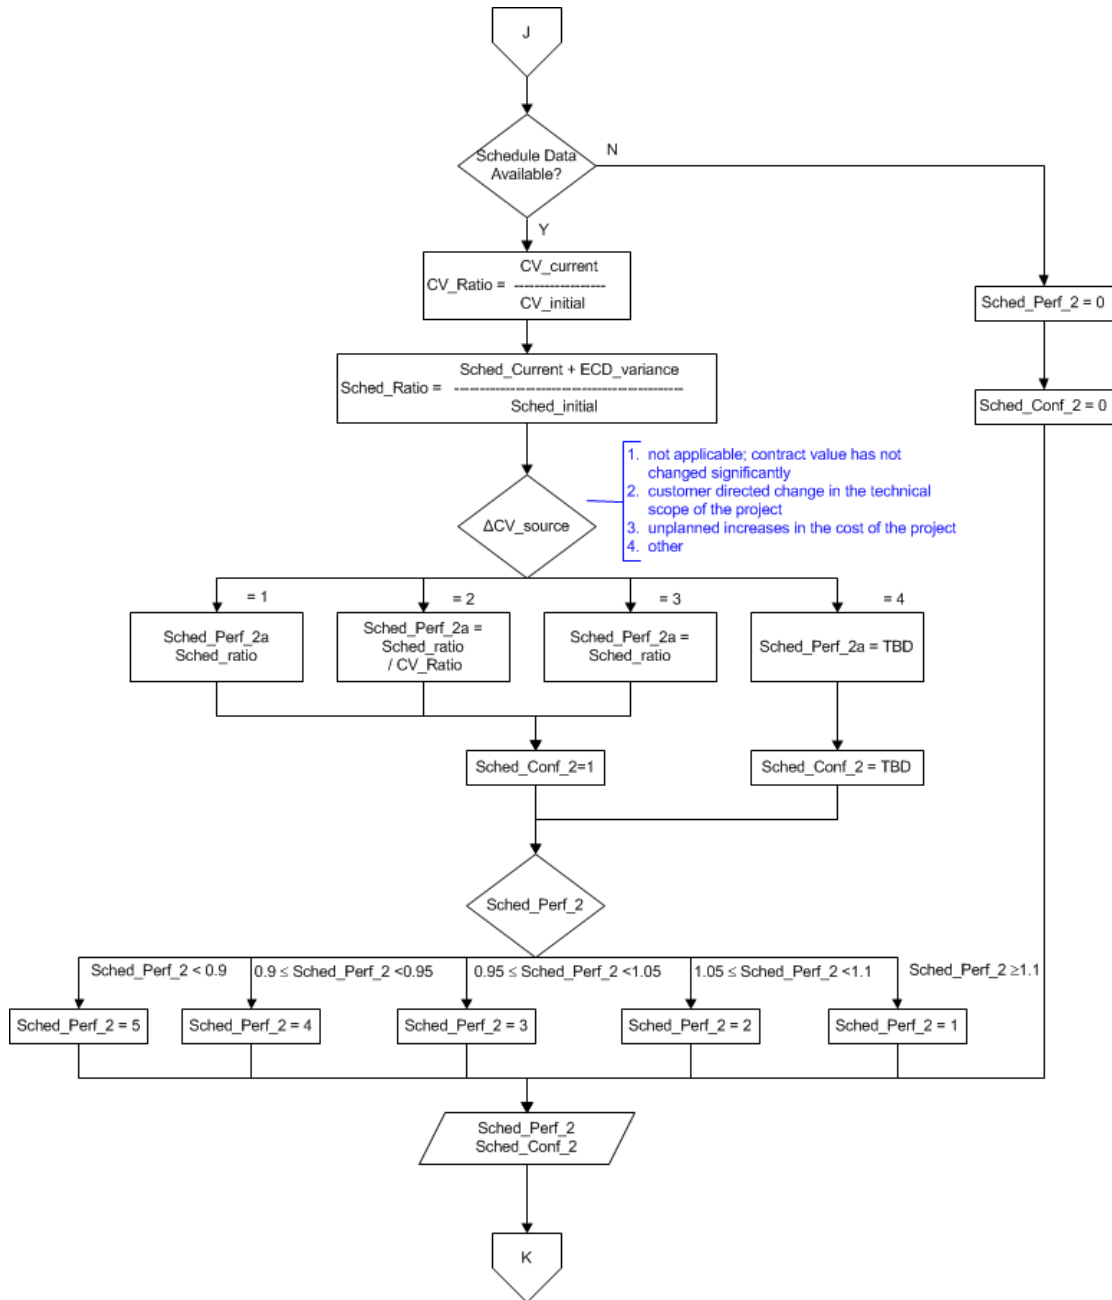 J
Schedule Data
Available?
N
Y
CV_current
CV_Ratio = ------------------
CV_initial
Sched_Perf_2 = 0
Sched_Current + ECD_variance
Sched_Ratio = ---------------------------------------------
Sched_initial
Sched_Conf_2 = 0
1. not applicable; contract value has not
changed significantly
2. customer directed change in the technical
scope of the project
3. unplanned increases in the cost of the project
4. other
ΔCV_source
= 1
= 2
= 3
= 4
Sched_Perf_2a
Sched_ratio
Sched_Perf_2a =
Sched_ratio
/ CV_Ratio
Sched_Perf_2a =
Sched_ratio
Sched_Perf_2a = TBD
Sched_Conf_2=1
Sched_Conf_2 = TBD
Sched_Perf_2
Sched_Perf_2 < 0.9
0.9 ≤ Sched_Perf_2 <0.95
0.95 ≤ Sched_Perf_2 <1.05
1.05 ≤ Sched_Perf_2 <1.1
Sched_Perf_2 ≥1.1
Sched_Perf_2 = 5
Sched_Perf_2 = 4
Sched_Perf_2 = 3
Sched_Perf_2 = 2
Sched_Perf_2 = 1
Sched_Perf_2
Sched_Conf_2
K